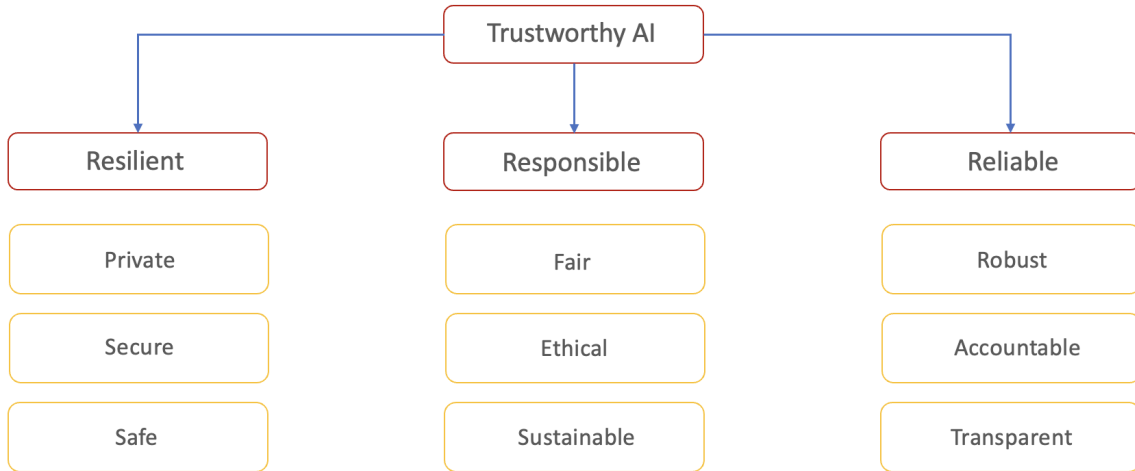 Trustworthy AI
Resilient
Responsible
Reliable
Private
Fair
Robust
Secure
Ethical
Accountable
Safe
Sustainable
Transparent